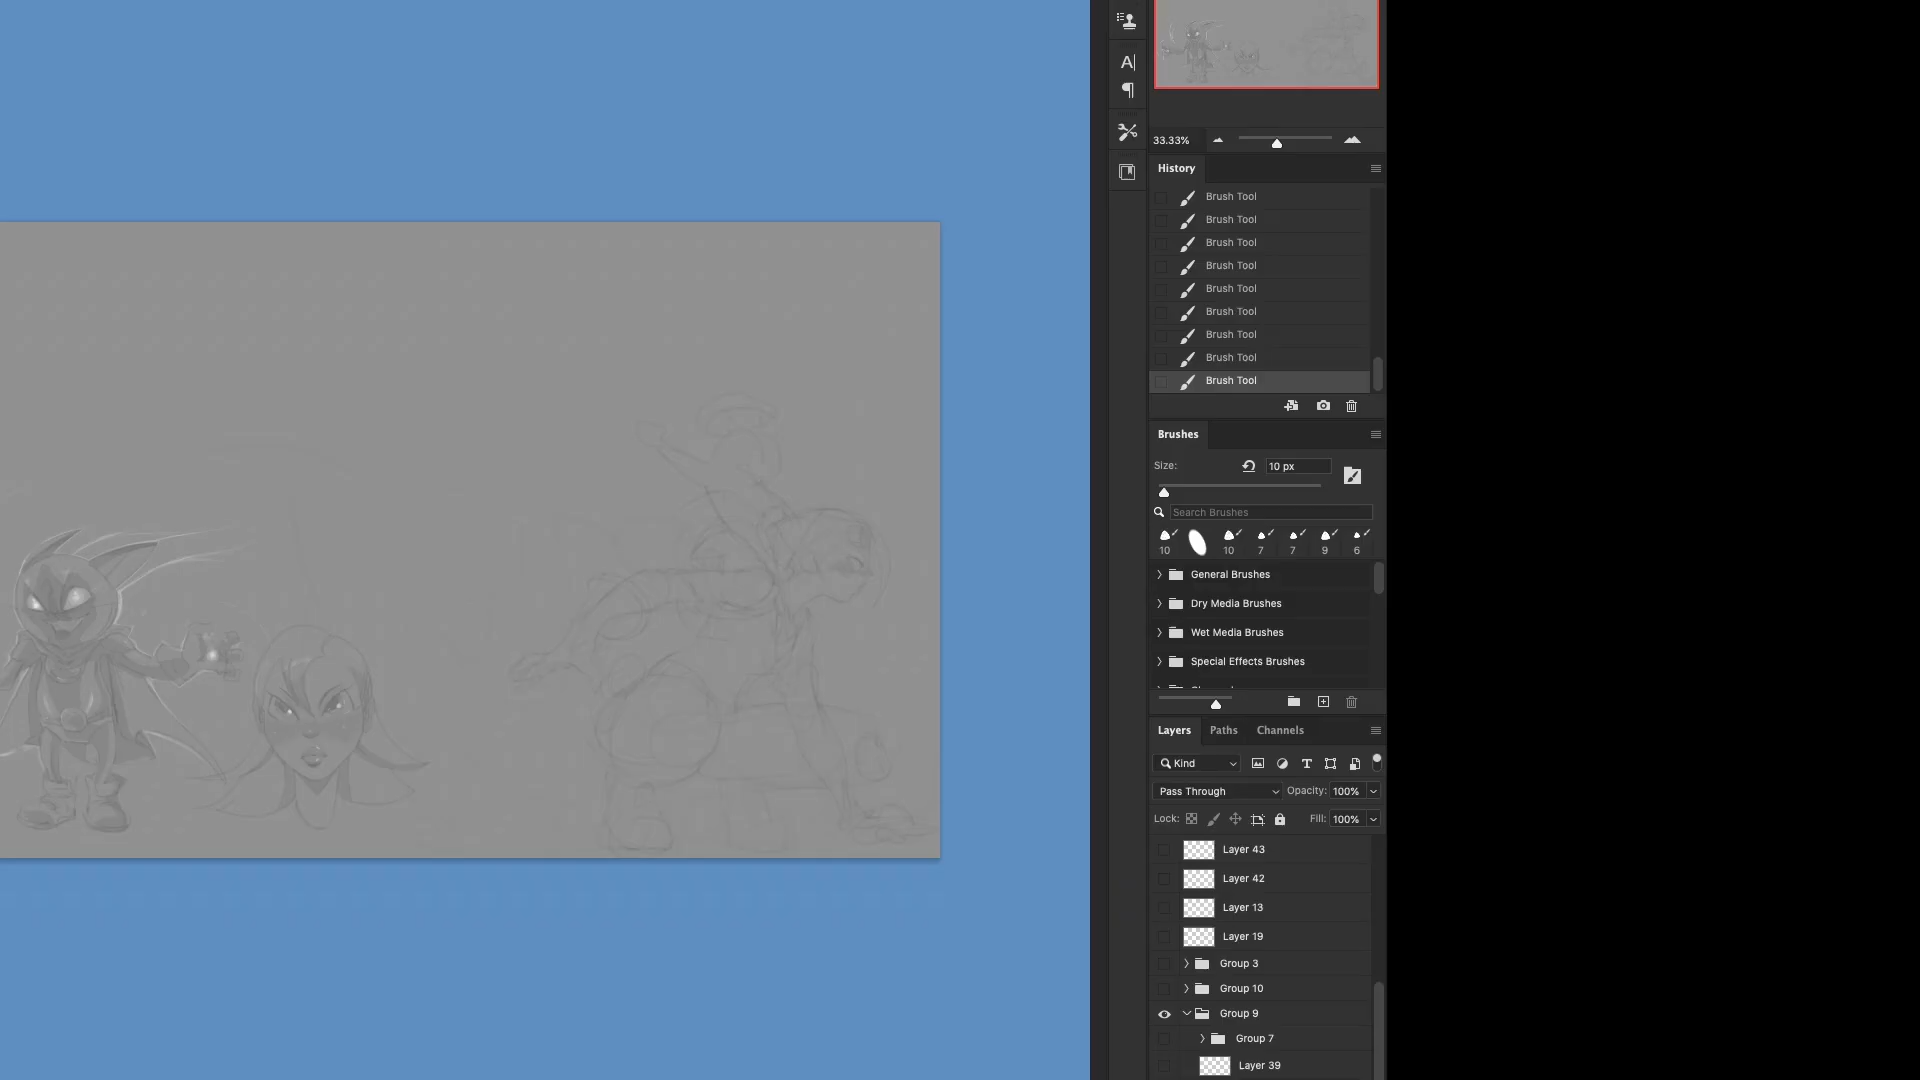 A|
33.33%
History
Brush Tool
Brush Tool
Brush Tool
Brush Tool
Brush Tool
Brush Tool
Brush Tool
Brush Tool
Brush Tool
Brushes
Size:
10 px
Search Brushes
10 10 7 7 9 6
General Brushes
Dry Media Brushes
Wet Media Brushes
Special Effects Brushes
Layers Paths Channels
Kind
Pass Through Opacity: 100%
Lock: Fill: 100%
Layer 43
Layer 42
Layer 13
Layer 19
Group 3
Group 10
Group 9
Group 7
Layer 39